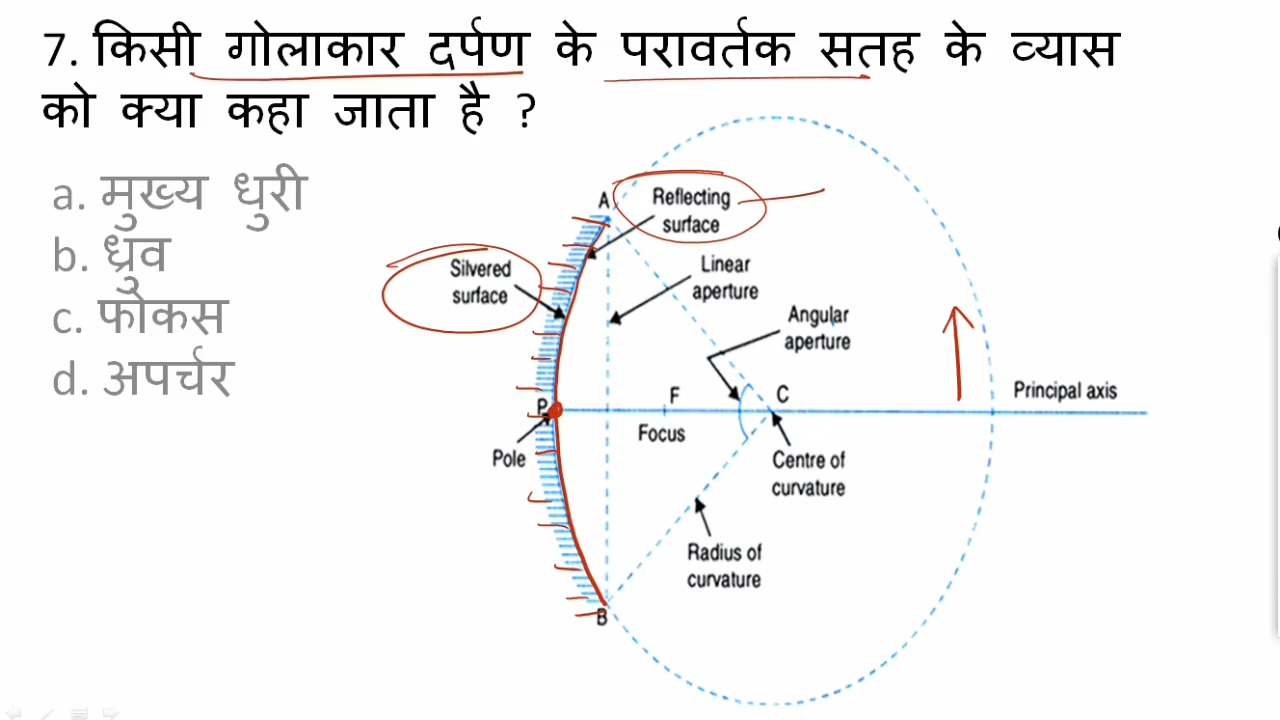 7. किसी गोलाकार दर्पण के परावर्तक सतह के व्यास
को क्या कहा जाता है ?
a. मुख्य धुरी
b. ध्रुव
c. फोकस
d. अपर्चर
A
Reflecting
surface
Silvered
surface
Linear
aperture
Angular
aperture
P
F
C
Principal axis
Focus
Pole
Centre of
curvature
Radius of
curvature
B